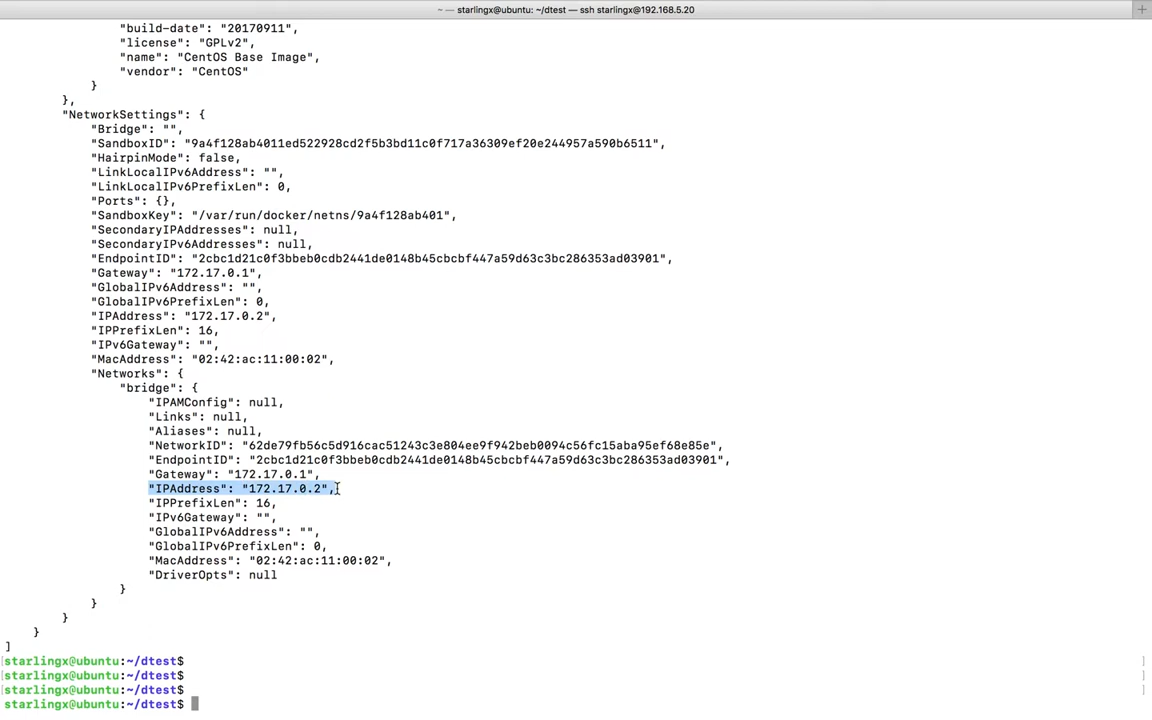 ~ — starlingx@ubuntu: ~/dtest — ssh starlingx@192.168.5.20
"build-date": "20170911",
"license": "GPLv2",
"name": "CentOS Base Image",
"vendor": "CentOS"
}
},
"NetworkSettings": {
"Bridge": "",
"SandboxID": "9a4f128ab4011ed522928cd2f5b3bd11c0f717a36309ef20e244957a590b6511",
"HairpinMode": false,
"LinkLocalIPv6Address": "",
"LinkLocalIPv6PrefixLen": 0,
"Ports": {},
"SandboxKey": "/var/run/docker/netns/9a4f128ab401",
"SecondaryIPAddresses": null,
"SecondaryIPv6Addresses": null,
"EndpointID": "2cbc1d21c0f3bbeb0cdb2441de0148b45cbcbf447a59d63c3bc286353ad03901",
"Gateway": "172.17.0.1",
"GlobalIPv6Address": "",
"GlobalIPv6PrefixLen": 0,
"IPAddress": "172.17.0.2",
"IPPrefixLen": 16,
"IPv6Gateway": "",
"MacAddress": "02:42:ac:11:00:02",
"Networks": {
"bridge": {
"IPAMConfig": null,
"Links": null,
"Aliases": null,
"NetworkID": "62de79fb56c5d916cac51243c3e804ee9f942beb0094c56fc15aba95ef68e85e",
"EndpointID": "2cbc1d21c0f3bbeb0cdb2441de0148b45cbcbf447a59d63c3bc286353ad03901",
"Gateway": "172.17.0.1",
"IPAddress": "172.17.0.2",
"IPPrefixLen": 16,
"IPv6Gateway": "",
"GlobalIPv6Address": "",
"GlobalIPv6PrefixLen": 0,
"MacAddress": "02:42:ac:11:00:02",
"DriverOpts": null
}
}
}
}
]
[starlingx@ubuntu:~/dtest$ ]
[starlingx@ubuntu:~/dtest$ ]
[starlingx@ubuntu:~/dtest$ ]
starlingx@ubuntu:~/dtest$